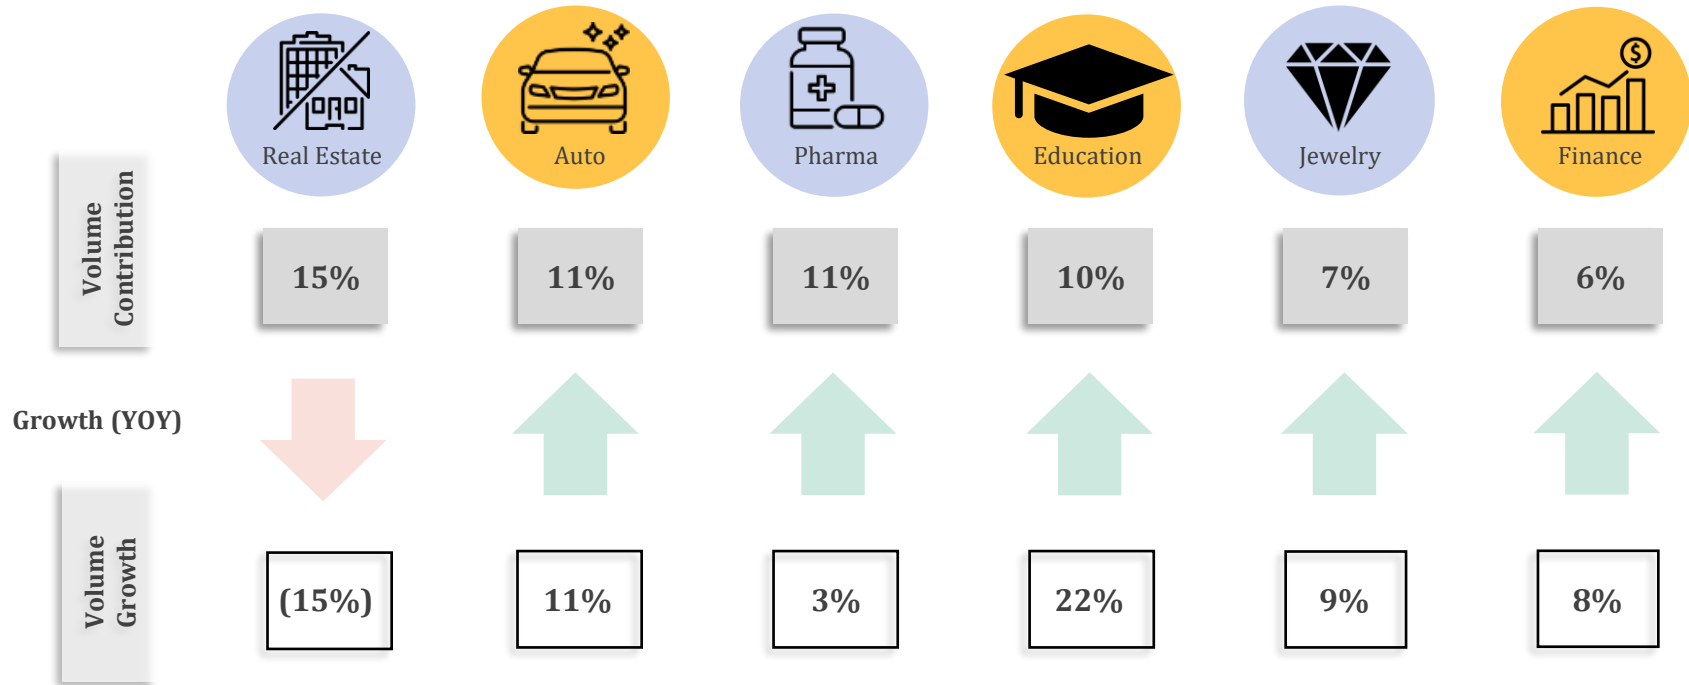 $
Real Estate Auto Pharma Education Jewelry Finance
Volume
Contribution
15% 11% 11% 10% 7% 6%
Growth (YOY)
Volume
Growth
(15%) 11% 3% 22% 9% 8%